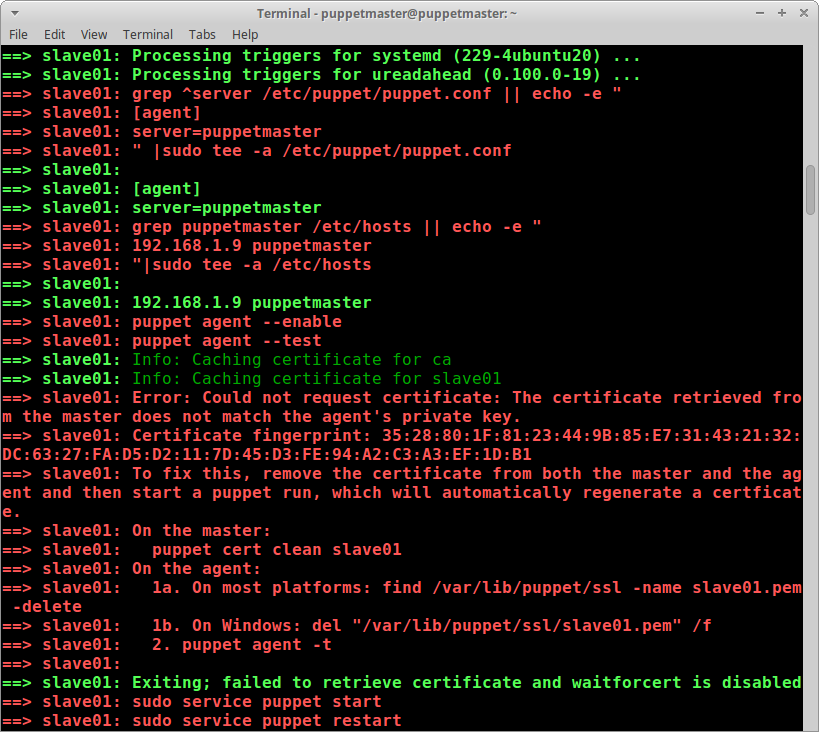 Terminal - puppetmaster@puppetmaster: ~
File Edit View Terminal Tabs Help
==> slave01: Processing triggers for systemd (229-4ubuntu20) ...
==> slave01: Processing triggers for ureadahead (0.100.0-19) ...
==> slave01: grep ^server /etc/puppet/puppet.conf || echo -e "
==> slave01: [agent]
==> slave01: server=puppetmaster
==> slave01: " |sudo tee -a /etc/puppet/puppet.conf
==> slave01:
==> slave01: [agent]
==> slave01: server=puppetmaster
==> slave01: grep puppetmaster /etc/hosts || echo -e "
==> slave01: 192.168.1.9 puppetmaster
==> slave01: "|sudo tee -a /etc/hosts
==> slave01:
==> slave01: 192.168.1.9 puppetmaster
==> slave01: puppet agent --enable
==> slave01: puppet agent --test
==> slave01: Info: Caching certificate for ca
==> slave01: Info: Caching certificate for slave01
==> slave01: Error: Could not request certificate: The certificate retrieved fro
m the master does not match the agent's private key.
==> slave01: Certificate fingerprint: 35:28:80:1F:81:23:44:9B:85:E7:31:43:21:32:
DC:63:27:FA:D5:D2:11:7D:45:D3:FE:94:A2:C3:A3:EF:1D:B1
==> slave01: To fix this, remove the certificate from both the master and the ag
ent and then start a puppet run, which will automatically regenerate a certficat
e.
==> slave01: On the master:
==> slave01:   puppet cert clean slave01
==> slave01: On the agent:
==> slave01:   1a. On most platforms: find /var/lib/puppet/ssl -name slave01.pem
 -delete
==> slave01:   1b. On Windows: del "/var/lib/puppet/ssl/slave01.pem" /f
==> slave01:   2. puppet agent -t
==> slave01:
==> slave01: Exiting; failed to retrieve certificate and waitforcert is disabled
==> slave01: sudo service puppet start
==> slave01: sudo service puppet restart